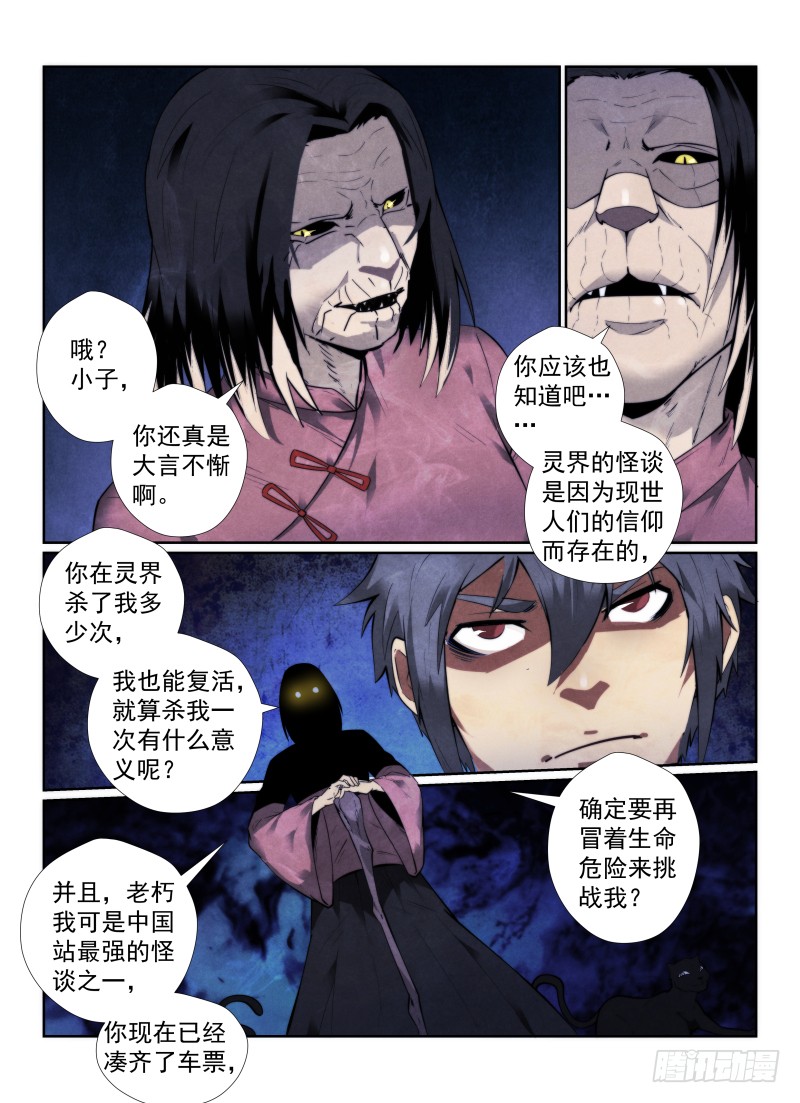 哦？
小子，
你还真是
大言不惭
啊。
你应该也
知道吧……
……
灵界的怪谈
是因为现世
人们的信仰
而存在的，
你在灵界
杀了我多
少次，
我也能复活，
就算杀我一
次有什么意
义呢？
并且，老朽
我可是中国
站最强的怪
谈之一，
你现在已经
凑齐了车票，
确定要再
冒着生命
危险来挑
战我？
腾讯动漫